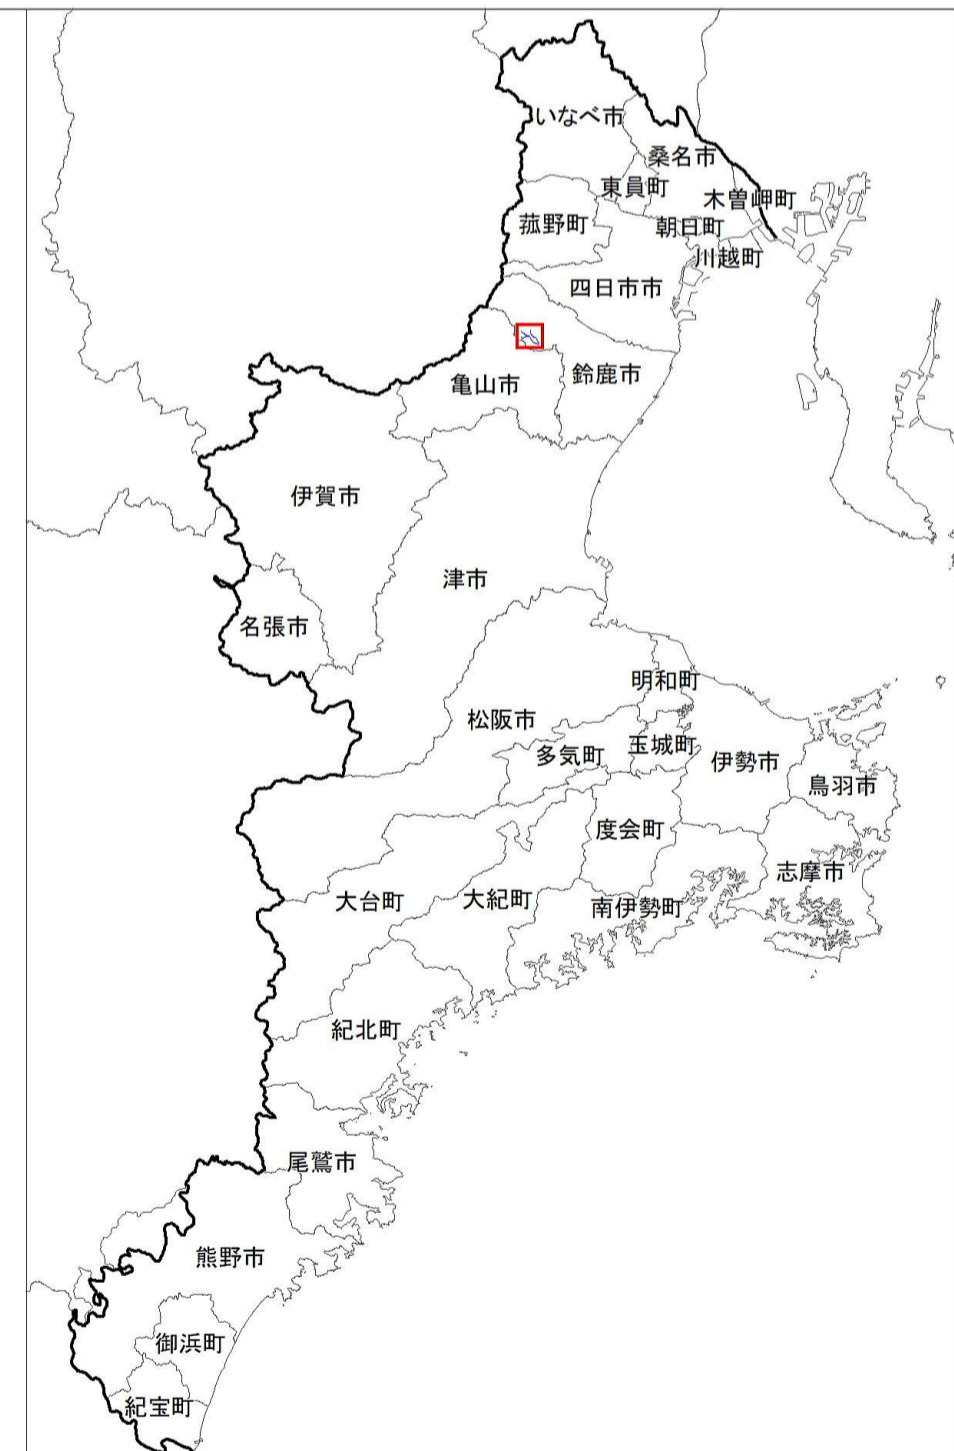 いなべ市
桑名市
東員町
木曽岬町
菰野町
朝日町
川越町
四日市市
鈴鹿市
亀山市
伊賀市
津市
名張市
明和町
松阪市
玉城町
多気町
伊勢市
鳥羽市
度会町
志摩市
大台町
大紀町
南伊勢町
紀北町
尾鷲市
熊野市
御浜町
紀宝町